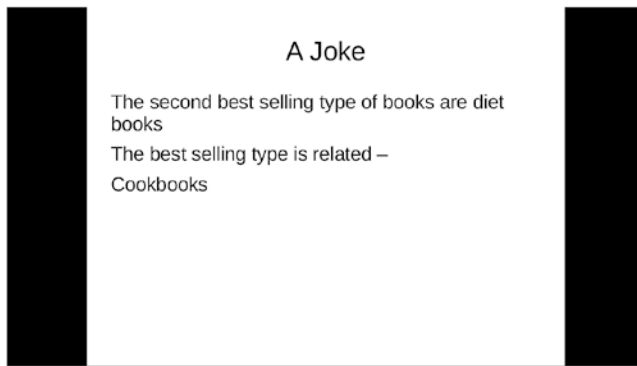 A Joke
The second best selling type of books are diet
books
The best selling type is related –
Cookbooks